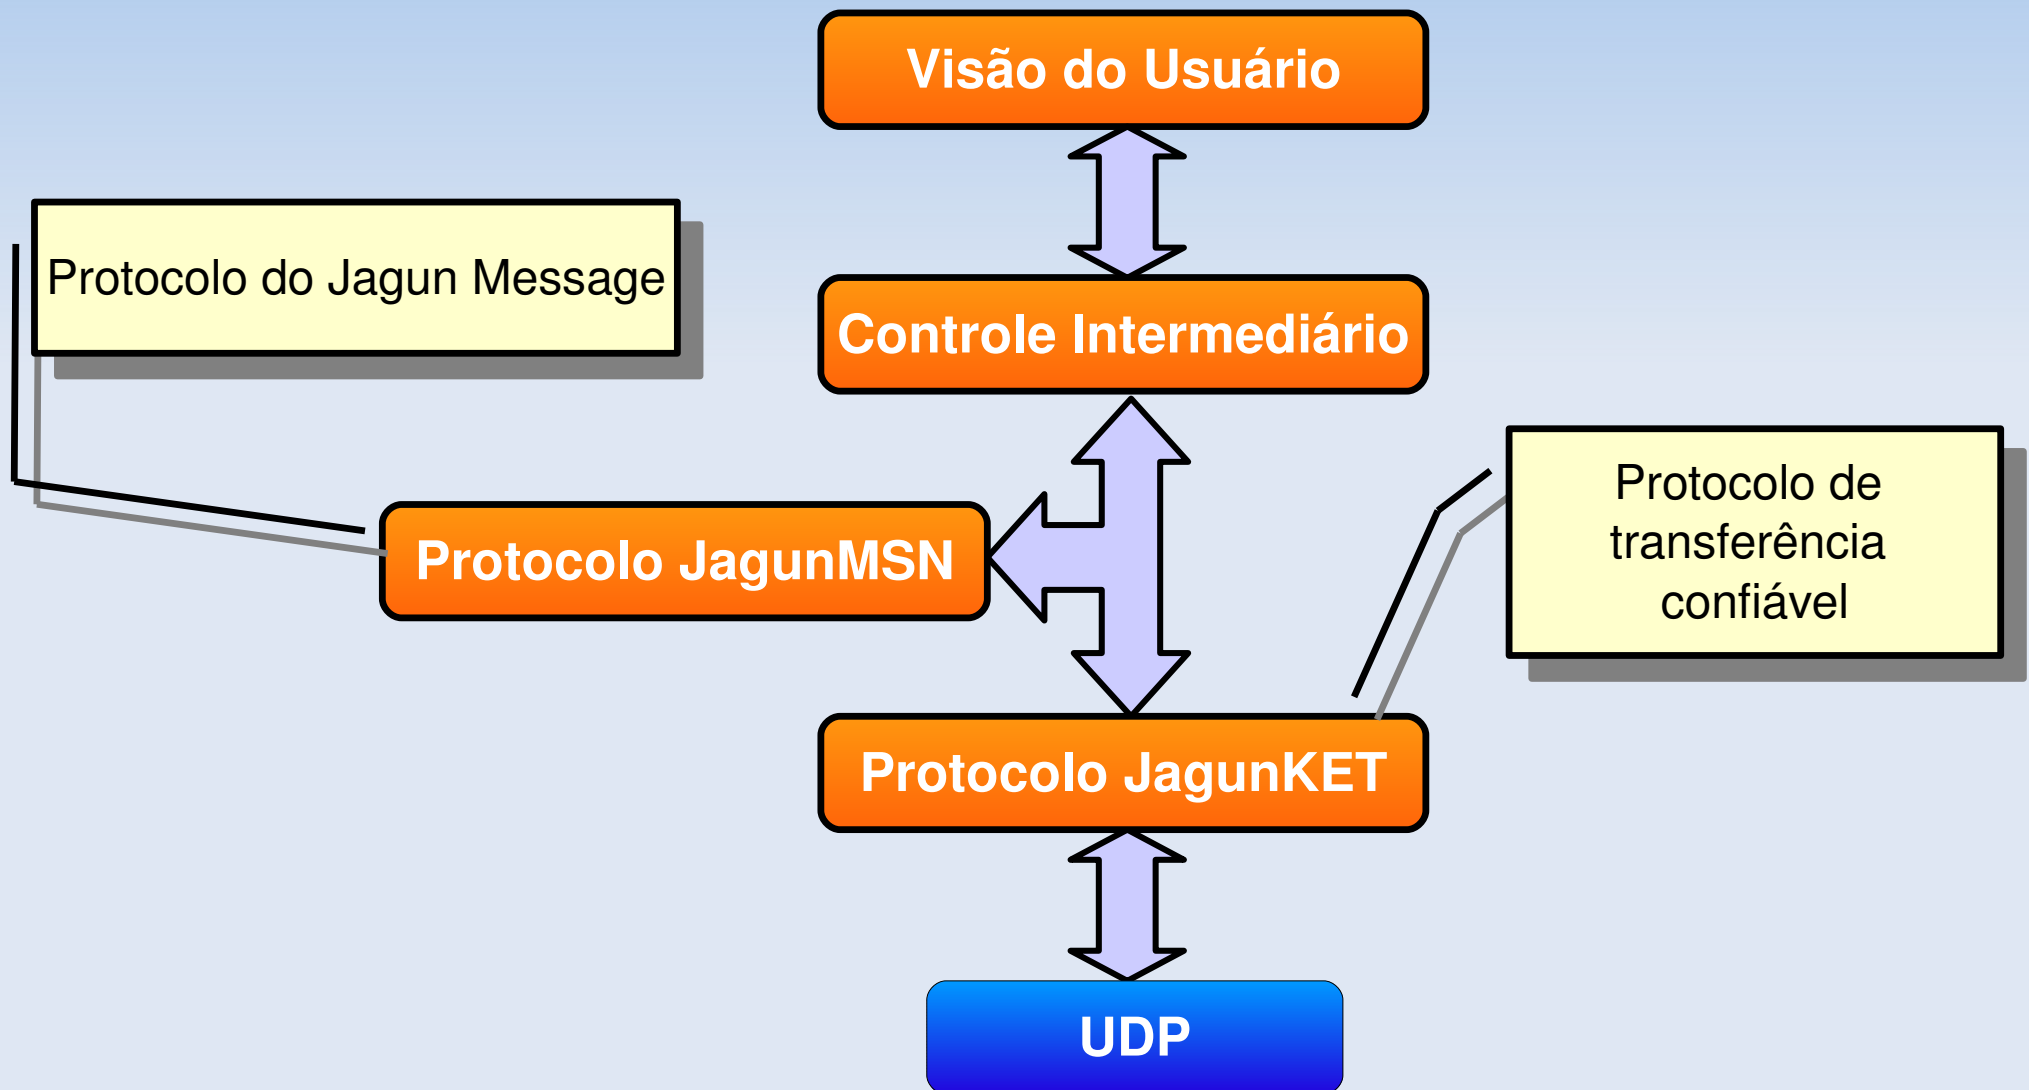 Visão do Usuário
Protocolo do Jagun Message
Controle Intermediário
Protocolo de
transferência
confiável
Protocolo JagunMSN
Protocolo JagunKET
UDP